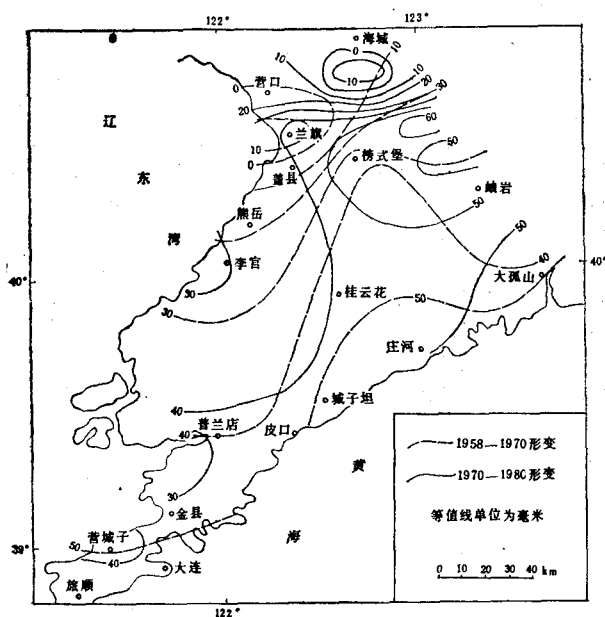 122°
123°
海城
0
10
10
10
20
30
营口
0
20
兰旗
10
0
盖县
60
50
榜式堡
岫岩
50
辽
东
湾
熊岳
李官
30
30
40°
50
40
大孤山
40°
桂云花
50
庄河
城子坦
40
普兰店
40
皮口
黄
海
30
金县
营城子
39°
50
40
大连
旅顺
122°
1958—1970形变
1970—1980形变
等值线单位为毫米
0 10 20 30 40 km